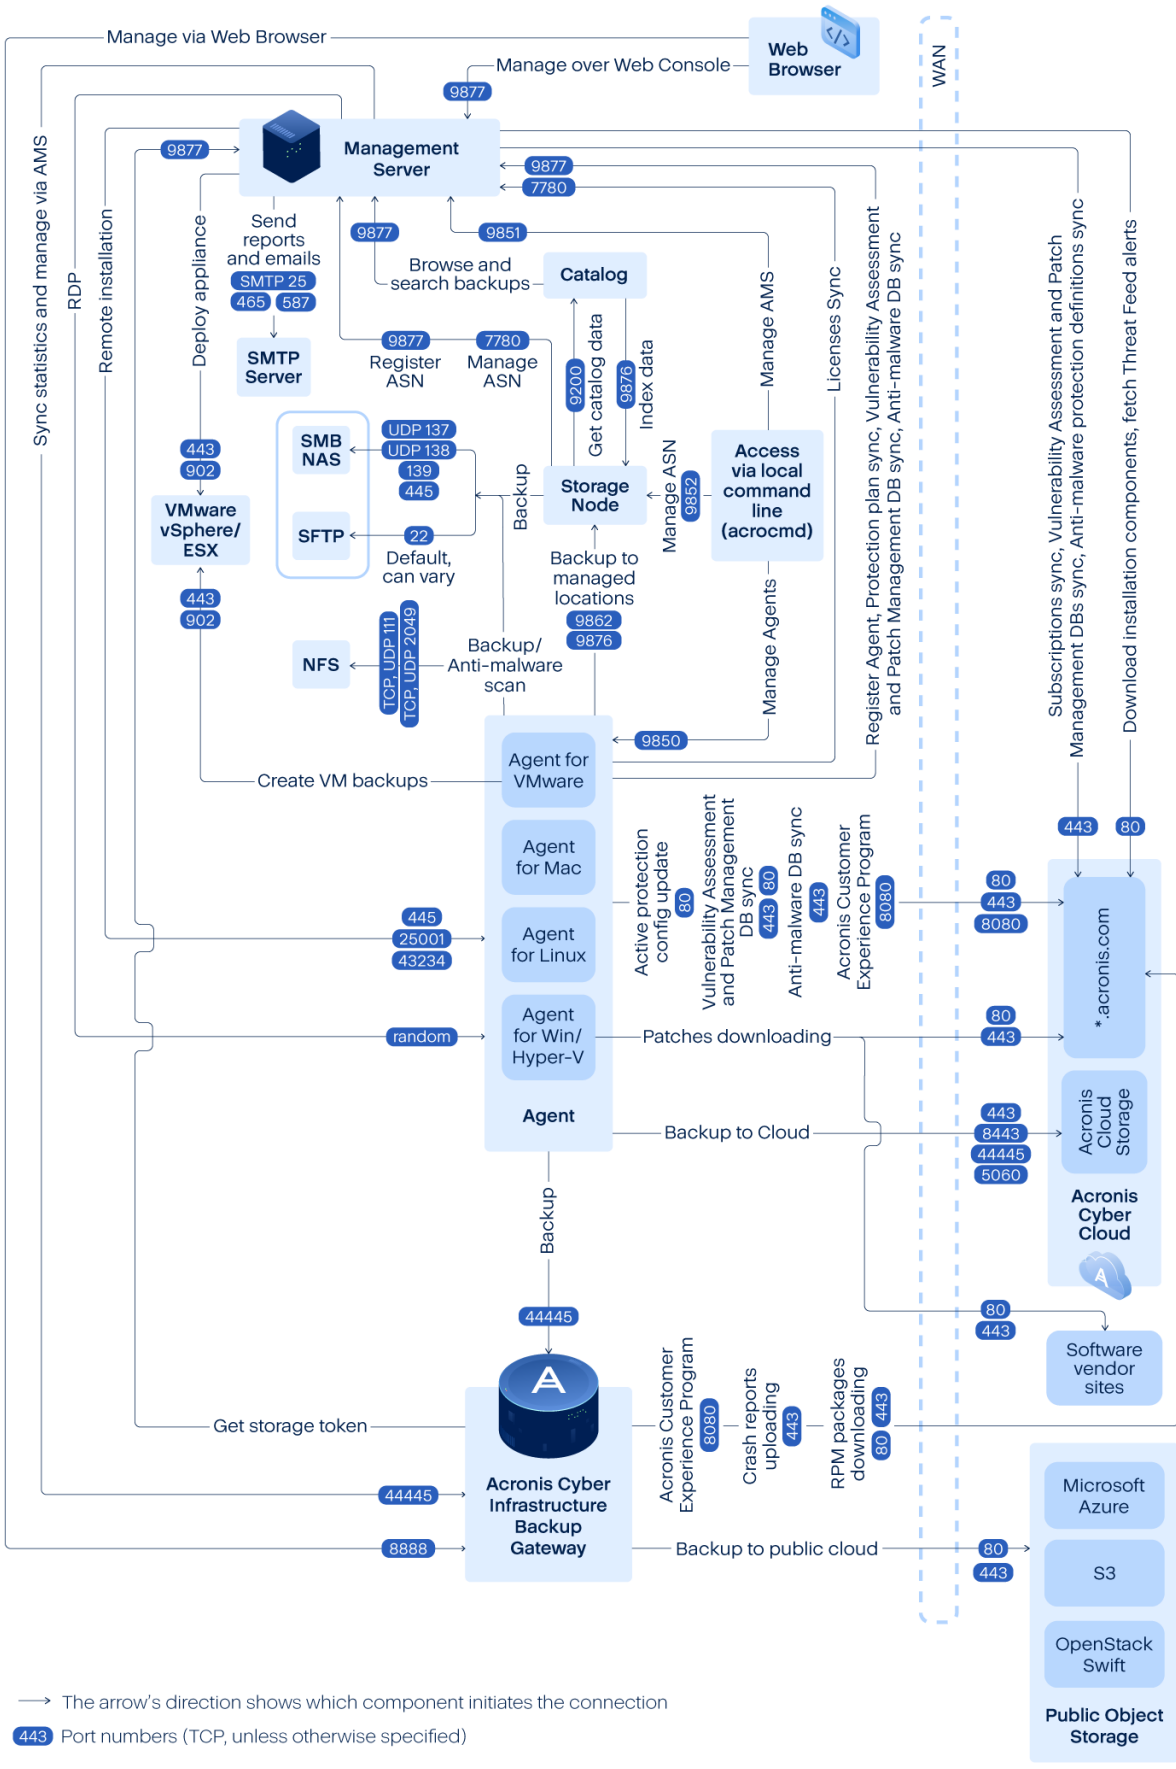 Manage via Web Browser
Web
Browser
Manage over Web Console
9877
WAN
Management
Server
9877
9877
7780
Sync statistics and manage via AMS
RDP
Remote installation
Deploy appliance
Send
reports
and emails
SMTP 25
465
587
SMTP
Server
9877
9851
Browse and
search backups
Catalog
9877
7780
Register
ASN
Manage
ASN
9200
Get catalog data
9876
Index data
Manage AMS
Licenses Sync
Register Agent, Protection plan sync, Vulnerability Assessment
and Patch Management DB sync, Anti-malware DB sync
Subscriptions sync, Vulnerability Assessment and Patch
Management DBs sync, Anti-malware protection definitions sync
Download installation components, fetch Threat Feed alerts
SMB
NAS
UDP 137
UDP 138
139
445
SFTP
22
Default,
can vary
Backup
Storage
Node
Manage ASN
9852
Access
via local
command
line
(acrocmd)
443
902
VMware
vSphere/
ESX
443
902
Backup to
managed
locations
9862
9876
NFS
TCP, UDP 111
TCP, UDP 2049
Backup/
Anti-malware
scan
Manage Agents
9850
Create VM backups
Agent for
VMware
Agent
for Mac
Agent
for Linux
Agent
for Win/
Hyper-V
Agent
Active protection
config update
80
Vulnerability Assessment
and Patch Management
DB sync
443
80
Anti-malware DB sync
443
Acronis Customer
Experience Program
8080
443
80
80
443
8080
*.acronis.com
445
25001
43234
random
Patches downloading
80
443
Backup to Cloud
443
8443
44445
5060
Acronis
Cloud
Storage
Acronis
Cyber
Cloud
Backup
44445
80
443
Software
vendor
sites
Get storage token
Acronis Customer
Experience Program
8080
Crash reports
uploading
443
RPM packages
downloading
80
443
44445
Acronis Cyber
Infrastructure
Backup
Gateway
8888
Backup to public cloud
80
443
Microsoft
Azure
S3
OpenStack
Swift
Public Object
Storage
The arrow's direction shows which component initiates the connection
443
Port numbers (TCP, unless otherwise specified)